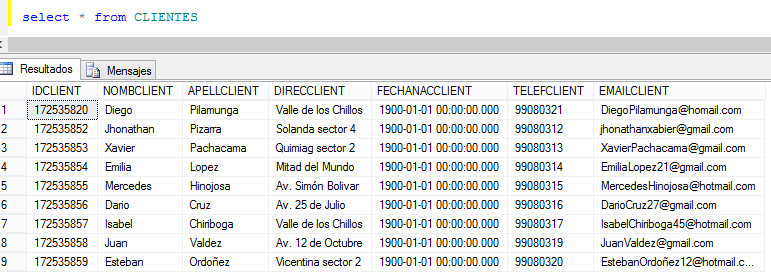 select * from CLIENTES
Resultados Mensajes
IDCLIENT NOMBCLIENT APELLCLIENT DIRECCLIENT FECHANACCLIENT TELEFCLIENT EMAILCLIENT
1 172535820 Diego Pilamunga Valle de los Chillos 1900-01-01 00:00:00.000 99080321 DiegoPilamunga@homail.com
2 172535852 Jhonathan Pizarra Solanda sector 4 1900-01-01 00:00:00.000 99080312 jhonathanxabier@gmail.com
3 172535853 Xavier Pachacama Quimiag sector 2 1900-01-01 00:00:00.000 99080313 XavierPachacama@gmail.com
4 172535854 Emilia Lopez Mitad del Mundo 1900-01-01 00:00:00.000 99080314 EmiliaLopez21@gmail.com
5 172535855 Mercedes Hinojosa Av. Simón Bolivar 1900-01-01 00:00:00.000 99080315 MercedesHinojosa@hotmail.com
6 172535856 Dario Cruz Av. 25 de Julio 1900-01-01 00:00:00.000 99080316 DarioCruz27@gmail.com
7 172535857 Isabel Chiriboga Valle de los Chillos 1900-01-01 00:00:00.000 99080317 IsabelChiriboga45@hotmail.com
8 172535858 Juan Valdez Av. 12 de Octubre 1900-01-01 00:00:00.000 99080319 JuanValdez@gmail.com
9 172535859 Esteban Ordoñez Vicentina sector 2 1900-01-01 00:00:00.000 99080320 EstebanOrdoñez12@hotmail.c...